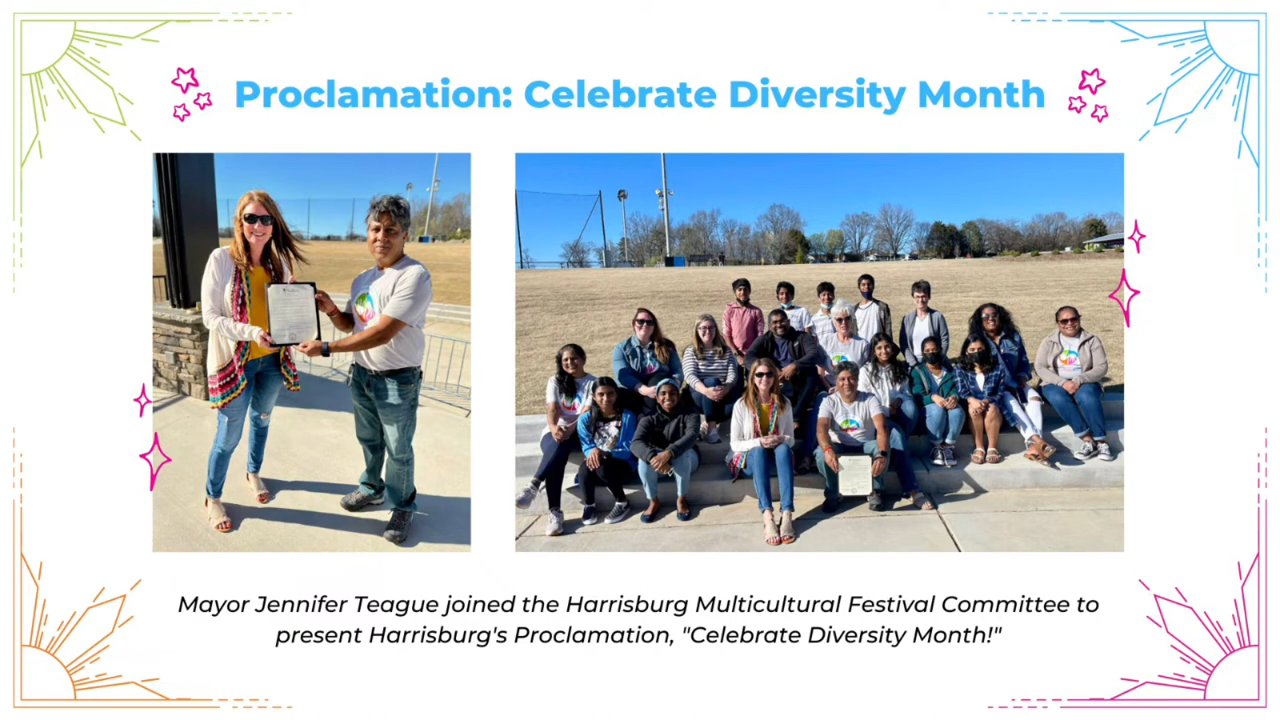 Proclamation: Celebrate Diversity Month
Mayor Jennifer Teague joined the Harrisburg Multicultural Festival Committee to
present Harrisburg's Proclamation, "Celebrate Diversity Month!"